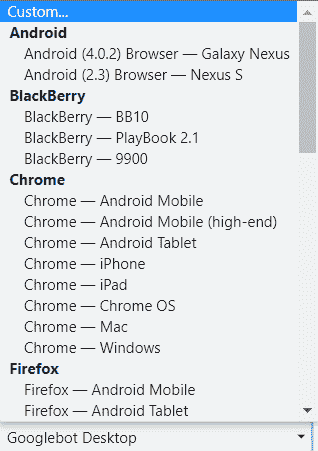 Custom...
Android
Android (4.0.2) Browser — Galaxy Nexus
Android (2.3) Browser — Nexus S
BlackBerry
BlackBerry — BB10
BlackBerry — PlayBook 2.1
BlackBerry — 9900
Chrome
Chrome — Android Mobile
Chrome — Android Mobile (high-end)
Chrome — Android Tablet
Chrome — iPhone
Chrome — iPad
Chrome — Chrome OS
Chrome — Mac
Chrome — Windows
Firefox
Firefox — Android Mobile
Firefox — Android Tablet
Googlebot Desktop